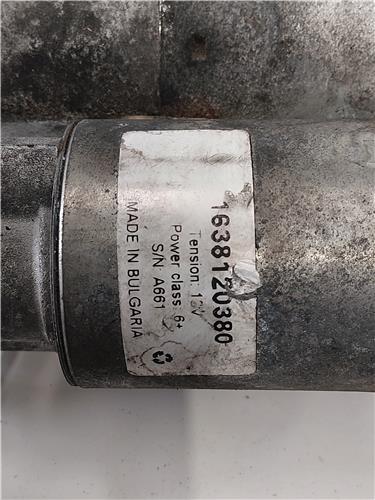 1638120380
Tension: 12V
Power class: 6+
S/N A661
MADE IN BULGARIA